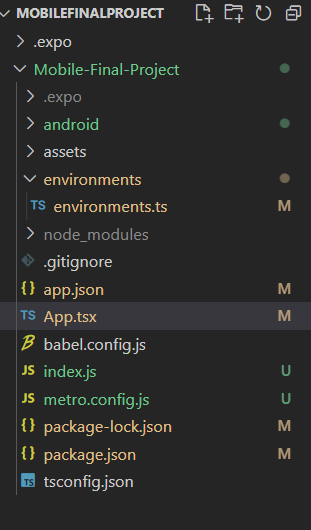 MOBILEFINALPROJECT
.expo
Mobile-Final-Project
.expo
android
assets
environments
TS environments.ts M
node_modules
.gitignore
{} app.json M
TS App.tsx M
babel.config.js
JS index.js U
JS metro.config.js U
{} package-lock.json M
{} package.json M
TS tsconfig.json